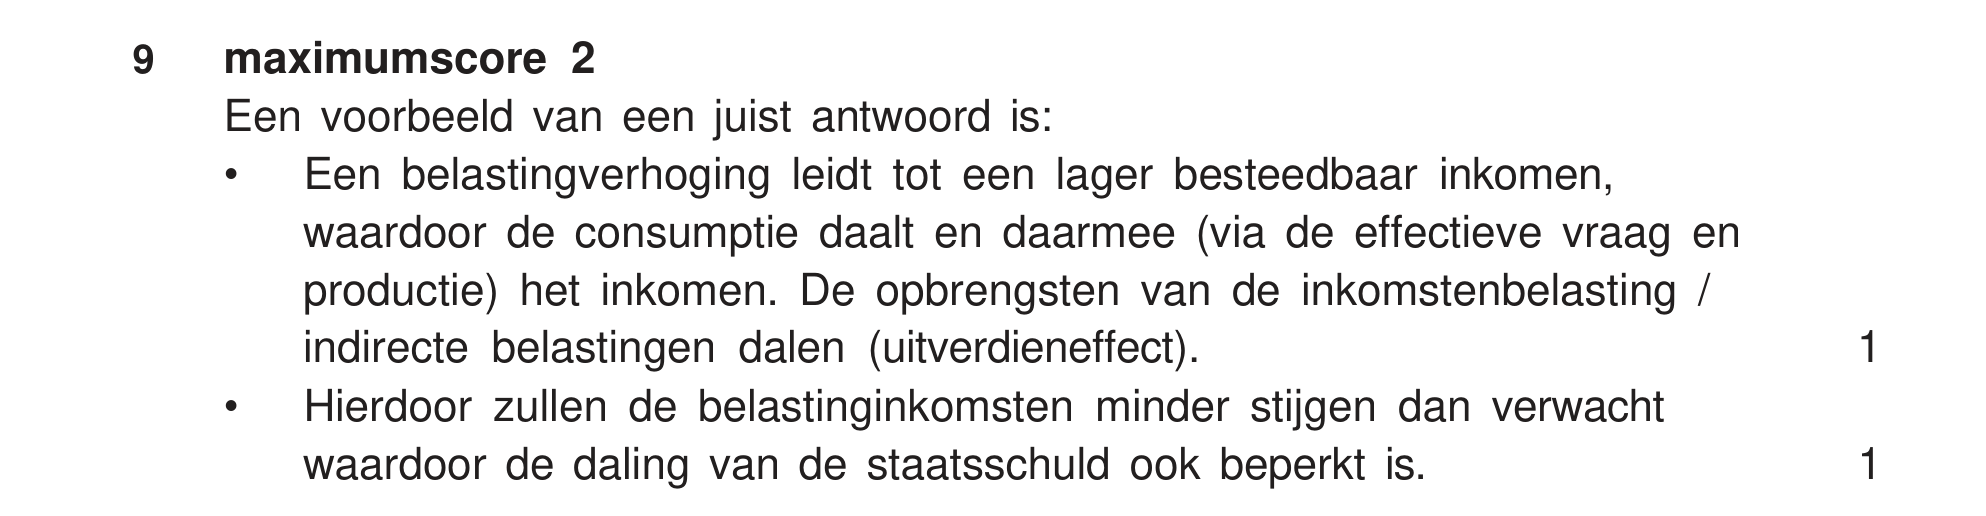 9 maximumscore 2
Een voorbeeld van een juist antwoord is:
• Een belastingverhoging leidt tot een lager besteedbaar inkomen,
waardoor de consumptie daalt en daarmee (via de effectieve vraag en
productie) het inkomen. De opbrengsten van de inkomstenbelasting /
indirecte belastingen dalen (uitverdieneffect). 1
• Hierdoor zullen de belastinginkomsten minder stijgen dan verwacht
waardoor de daling van de staatsschuld ook beperkt is. 1